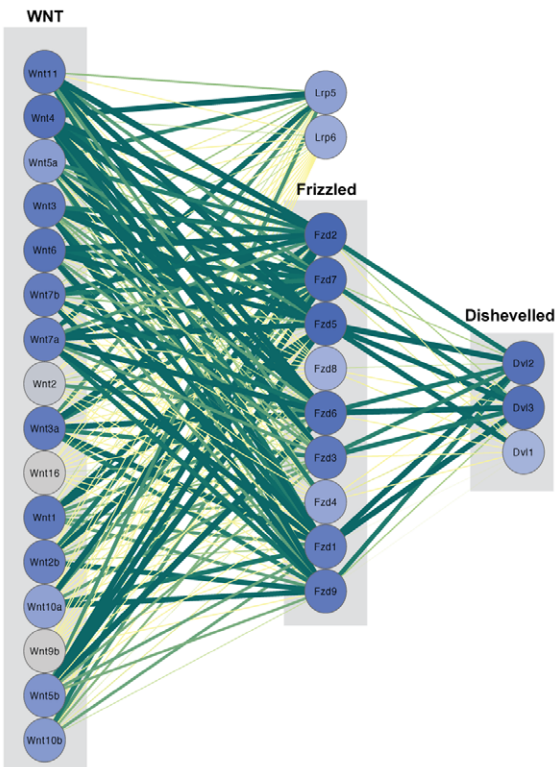 WNT
Wnt11
Wnt4
Wnt5a
Wnt3
Wnt6
Wnt7b
Wnt7a
Wnt2
Wnt3a
Wnt16
Wnt1
Wnt2b
Wnt10a
Wnt9b
Wnt5b
Wnt10b
Lrp5
Lrp6
Frizzled
Fzd2
Fzd7
Fzd5
Fzd8
Fzd6
Fzd3
Fzd4
Fzd1
Fzd9
Dishevelled
Dvl2
Dvl3
Dvl1